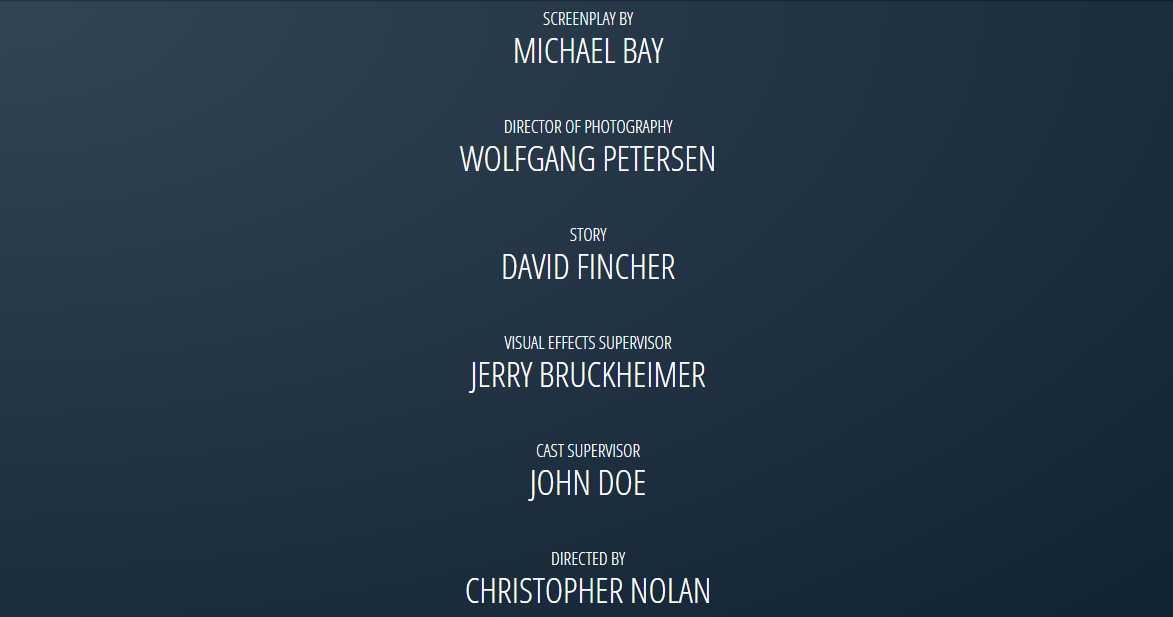 SCREENPLAY BY
MICHAEL BAY
DIRECTOR OF PHOTOGRAPHY
WOLFGANG PETERSEN
STORY
DAVID FINCHER
VISUAL EFFECTS SUPERVISOR
JERRY BRUCKHEIMER
CAST SUPERVISOR
JOHN DOE
DIRECTED BY
CHRISTOPHER NOLAN